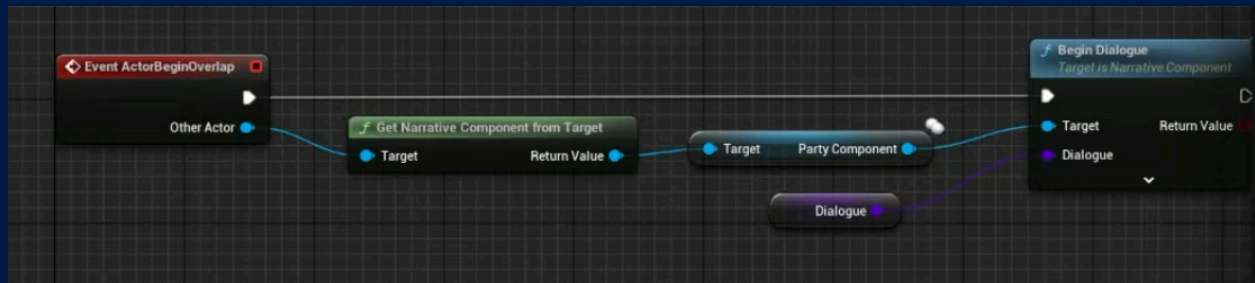 Event ActorBeginOverlap
Other Actor
f Get Narrative Component from Target
Target Return Value
Target Party Component
Dialogue
f Begin Dialogue
Target is Narrative Component
Target Return Value
Dialogue